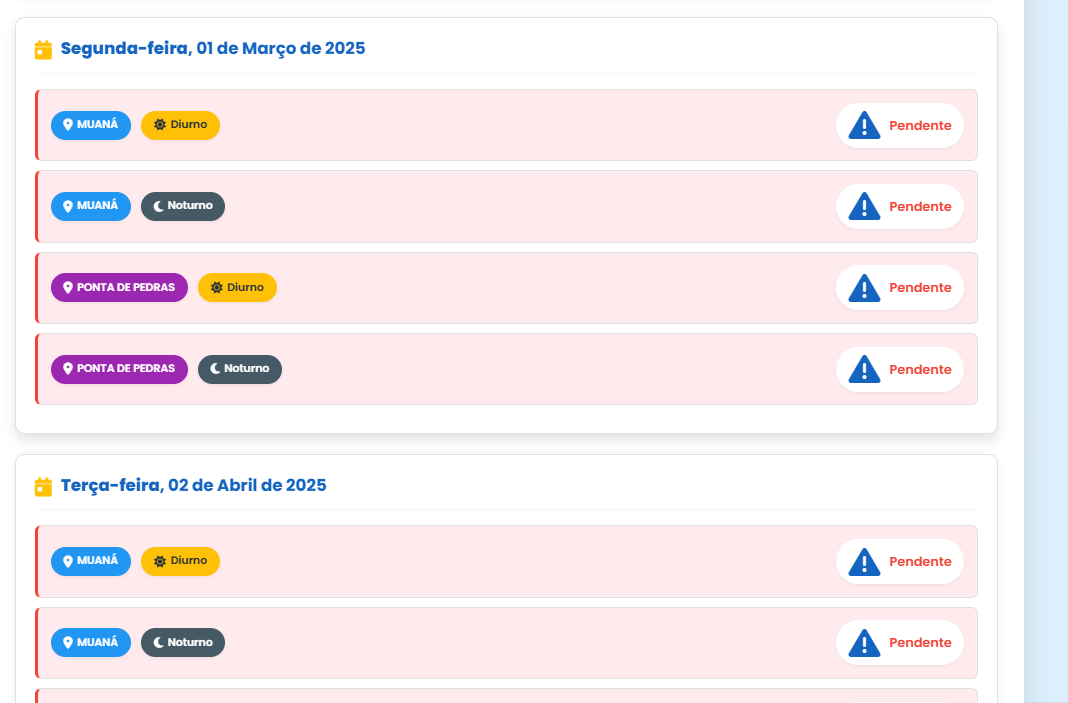 Segunda-feira, 01 de Março de 2025
MUANÁ Diurno Pendente
MUANÁ Noturno Pendente
PONTA DE PEDRAS Diurno Pendente
PONTA DE PEDRAS Noturno Pendente
Terça-feira, 02 de Abril de 2025
MUANÁ Diurno Pendente
MUANÁ Noturno Pendente